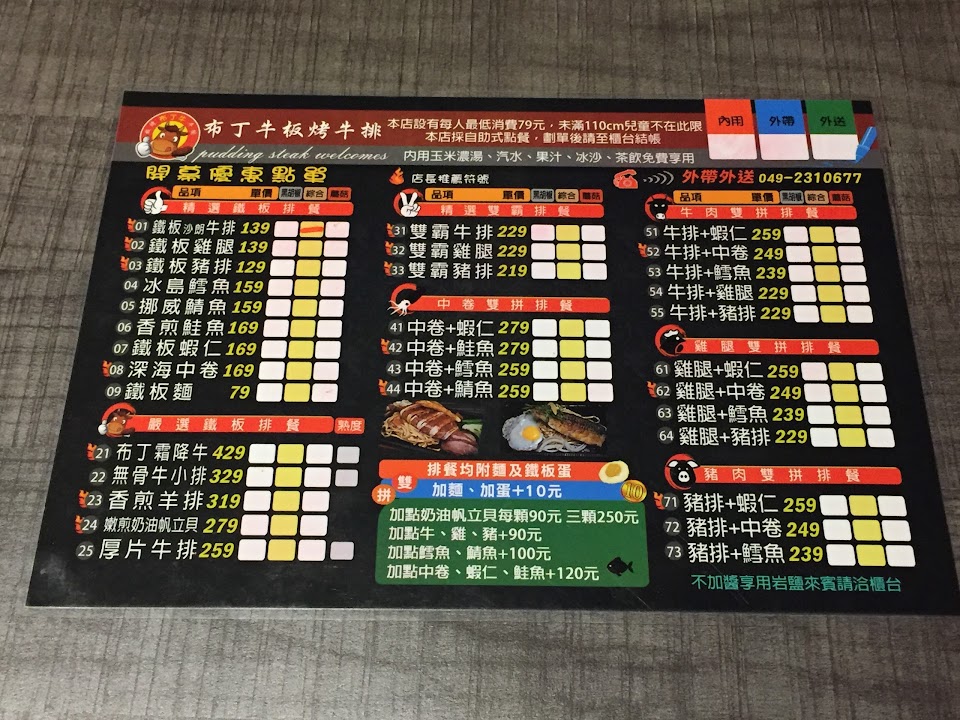 布丁牛板烤牛排
pudding steak welcomes
本店設有每人最低消費79元，未滿110cm兒童不在此限
本店採自助式點餐，劃單後請至櫃台結帳
內用玉米濃湯、汽水、果汁、冰沙、茶飲免費享用
內用 外帶 外送
開幕優惠點單
店長推薦符號
外帶外送 049-2310677
品項 單價 黑胡椒 綜合 蘑菇
精選鐵板排餐
01 鐵板沙朗牛排 139
02 鐵板雞腿 139
03 鐵板豬排 129
04 冰島鱈魚 159
05 挪威鯖魚 159
06 香煎鮭魚 169
07 鐵板蝦仁 169
08 深海中卷 169
09 鐵板麵 79
嚴選鐵板排餐 熟度
21 布丁霜降牛 429
22 無骨牛小排 329
23 香煎羊排 319
24 嫩煎奶油帆立貝 279
25 厚片牛排 259
品項 單價 黑胡椒 綜合 蘑菇
精選雙霸排餐
31 雙霸牛排 229
32 雙霸雞腿 229
33 雙霸豬排 219
中卷雙拼排餐
41 中卷+蝦仁 279
42 中卷+鮭魚 279
43 中卷+鱈魚 259
44 中卷+鯖魚 259
排餐均附麵及鐵板蛋
雙拼
加麵、加蛋+10元
加點奶油帆立貝每顆90元 三顆250元
加點牛、雞、豬+90元
加點鱈魚、鯖魚+100元
加點中卷、蝦仁、鮭魚+120元
品項 單價 黑胡椒 綜合 蘑菇
牛肉雙拼排餐
51 牛排+蝦仁 259
52 牛排+中卷 249
53 牛排+鱈魚 239
54 牛排+雞腿 229
55 牛排+豬排 229
雞腿雙拼排餐
61 雞腿+蝦仁 259
62 雞腿+中卷 249
63 雞腿+鱈魚 239
64 雞腿+豬排 229
豬肉雙拼排餐
71 豬排+蝦仁 259
72 豬排+中卷 249
73 豬排+鱈魚 239
不加醬享用岩鹽來賓請洽櫃台